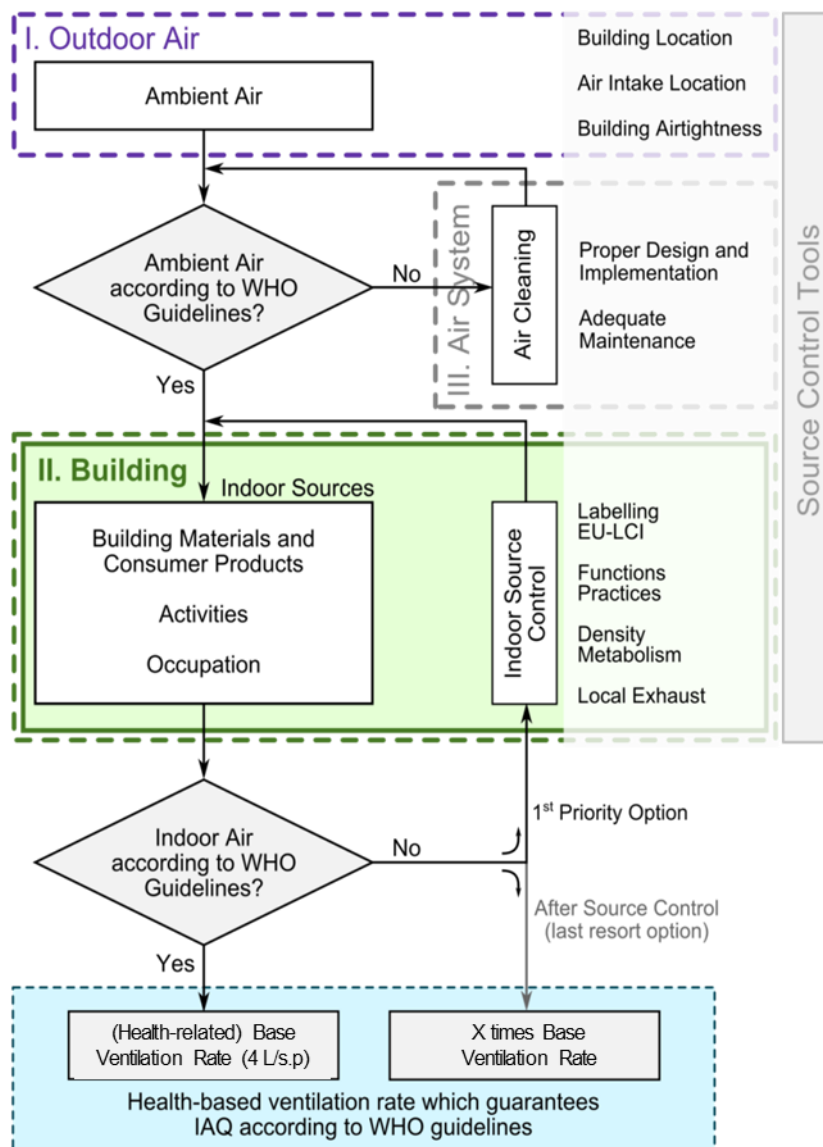 I. Outdoor Air
Ambient Air
Building Location
Air Intake Location
Building Airtightness
Source Control Tools
Ambient Air
according to WHO
Guidelines?
No
Yes
III. Air System
Air Cleaning
Proper Design and
Implementation
Adequate
Maintenance
II. Building
Indoor Sources
Building Materials and
Consumer Products
Activities
Occupation
Indoor Source
Control
Labelling
EU-LCI
Functions
Practices
Density
Metabolism
Local Exhaust
Indoor Air
according to WHO
Guidelines?
No
Yes
1st Priority Option
After Source Control
(last resort option)
(Health-related) Base
Ventilation Rate (4 L/s.p)
X times Base
Ventilation Rate
Health-based ventilation rate which guarantees
IAQ according to WHO guidelines